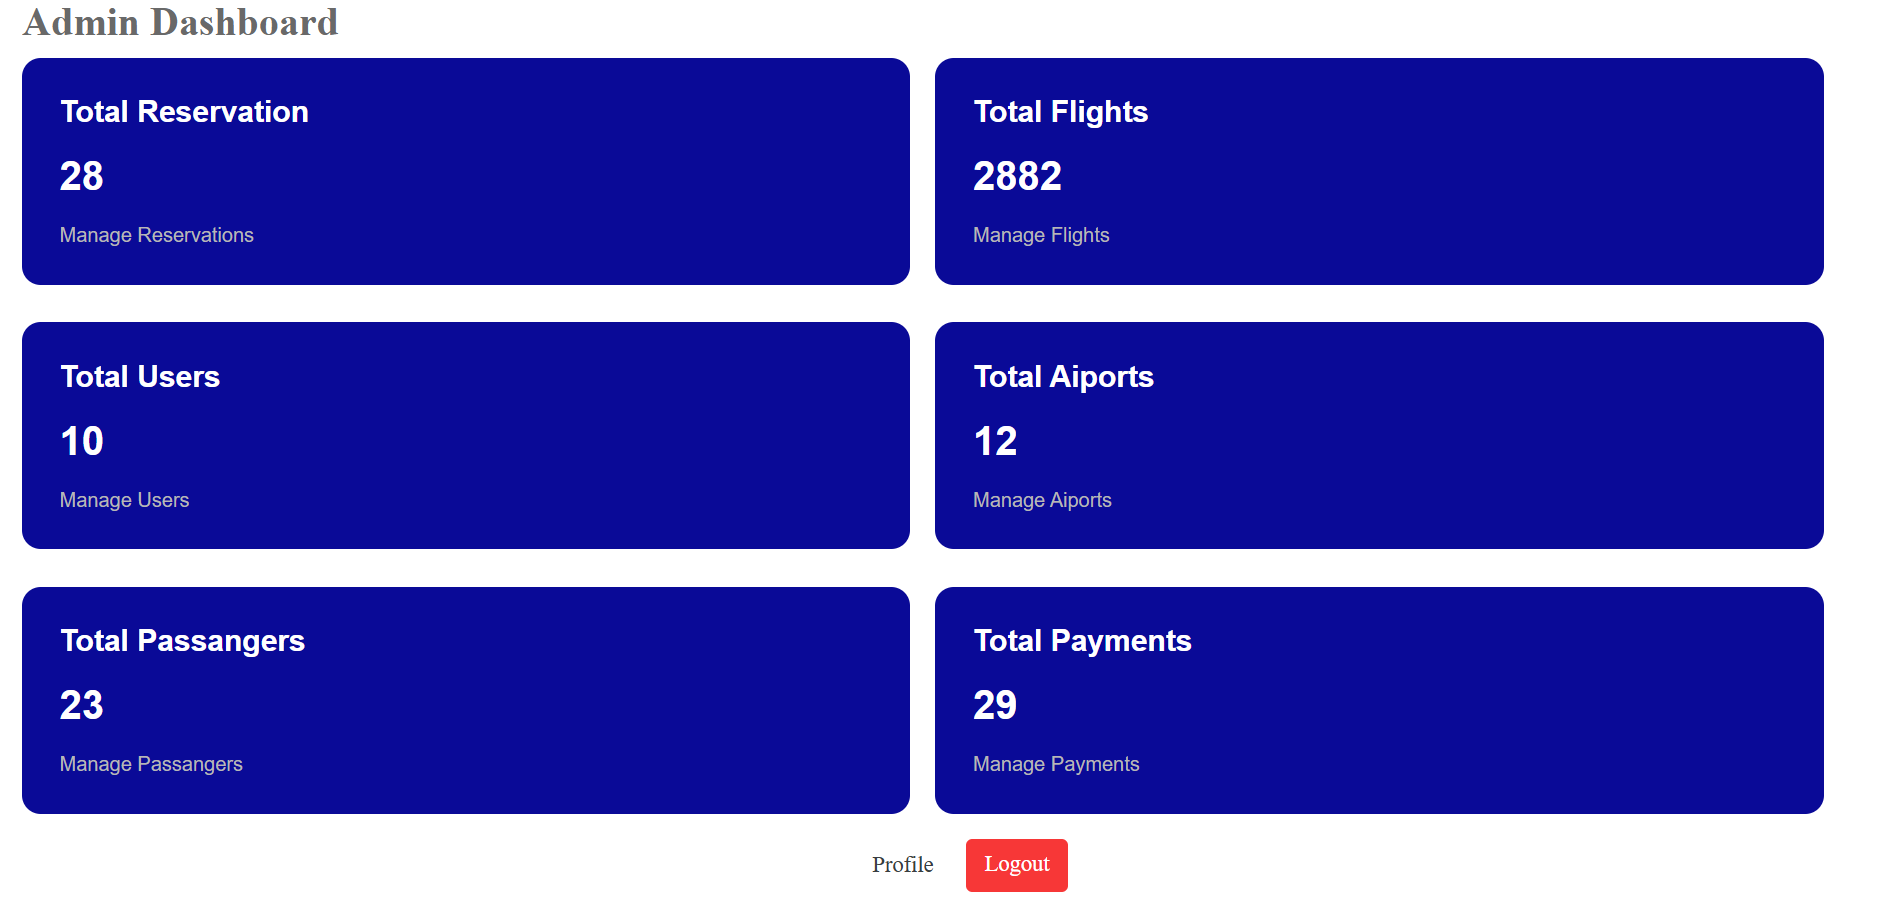 Admin Dashboard
Total Reservation
28
Manage Reservations
Total Flights
2882
Manage Flights
Total Users
10
Manage Users
Total Aiports
12
Manage Aiports
Total Passangers
23
Manage Passangers
Total Payments
29
Manage Payments
Profile
Logout